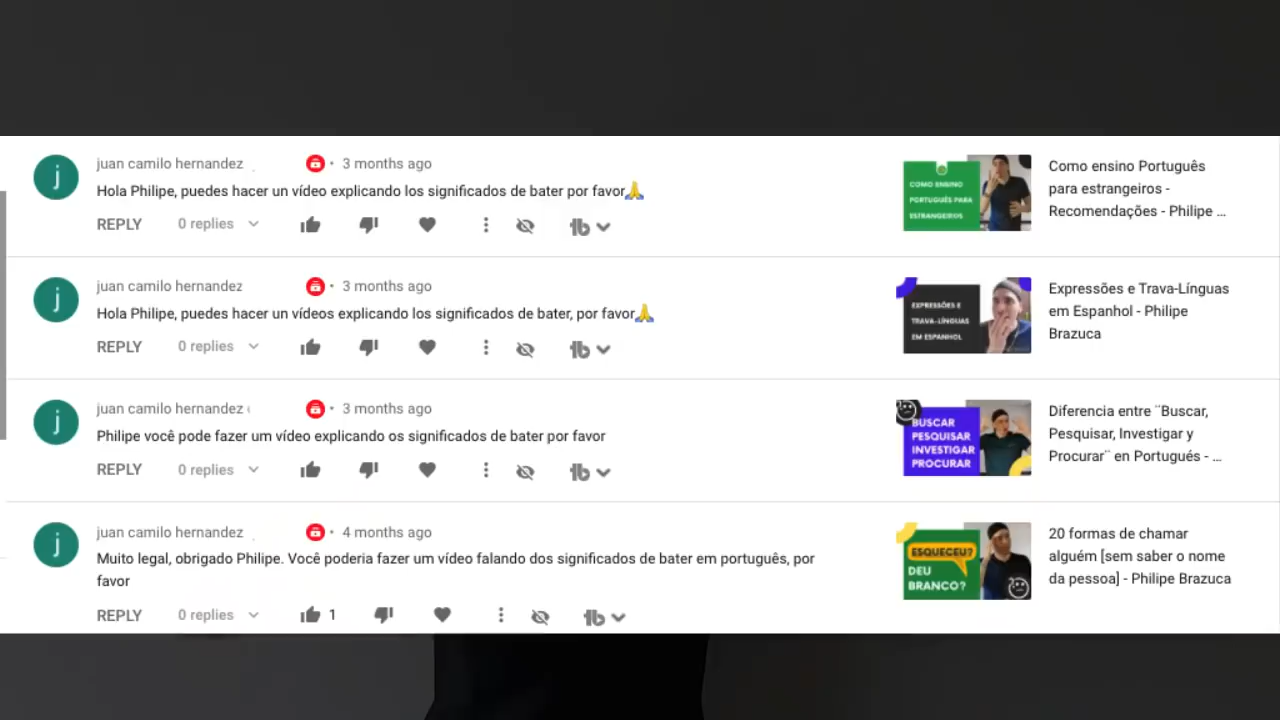 juan camilo hernandez
• 3 months ago
Hola Philipe, puedes hacer un vídeo explicando los significados de bater por favor🙏
REPLY 0 replies
COMO ENSINO
PORTUGUÊS PARA
ESTRANGEIROS
Como ensino Português
para estrangeiros -
Recomendações - Philipe ...
juan camilo hernandez
• 3 months ago
Hola Philipe, puedes hacer un vídeos explicando los significados de bater, por favor🙏
REPLY 0 replies
EXPRESSÕES E
TRAVA-LÍNGUAS
EM ESPANHOL
Expressões e Trava-Línguas
em Espanhol - Philipe
Brazuca
juan camilo hernandez
• 3 months ago
Philipe você pode fazer um vídeo explicando os significados de bater por favor
REPLY 0 replies
BUSCAR
PESQUISAR
INVESTIGAR
PROCURAR
Diferencia entre ¨Buscar,
Pesquisar, Investigar y
Procurar¨ en Portugués - ...
juan camilo hernandez
• 4 months ago
Muito legal, obrigado Philipe. Você poderia fazer um vídeo falando dos significados de bater em português, por
favor
REPLY 0 replies 1
ESQUECEU?
DEU
BRANCO?
20 formas de chamar
alguém [sem saber o nome
da pessoa] - Philipe Brazuca